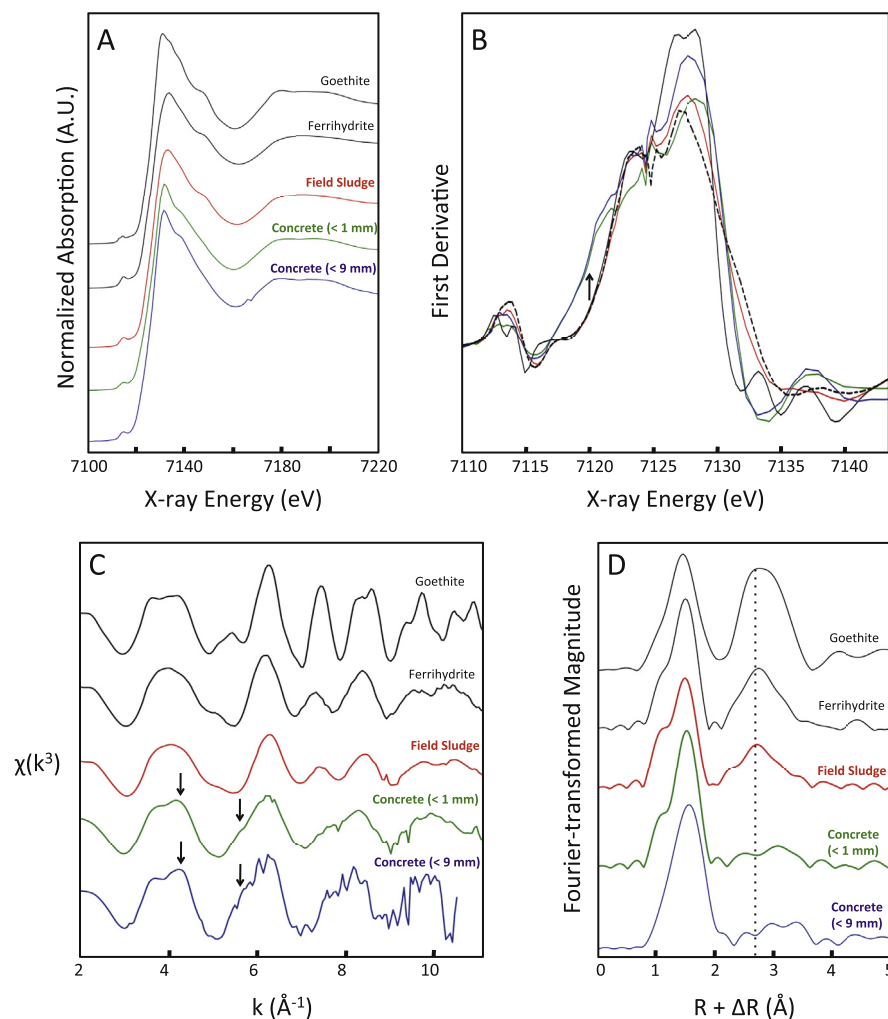 A
Goethite
Ferrihydrite
Field Sludge
Concrete (< 1 mm)
Concrete (< 9 mm)
Normalized Absorption (A.U.)
7100 7140 7180 7220
X-ray Energy (eV)
B
First Derivative
7110 7115 7120 7125 7130 7135 7140
X-ray Energy (eV)
C
Goethite
Ferrihydrite
Field Sludge
Concrete (< 1 mm)
Concrete (< 9 mm)
χ(k³)
2 4 6 8 10
k (Å⁻¹)
D
Goethite
Ferrihydrite
Field Sludge
Concrete
(< 1 mm)
Concrete
(< 9 mm)
Fourier-transformed Magnitude
0 1 2 3 4 5
R + ΔR (Å)